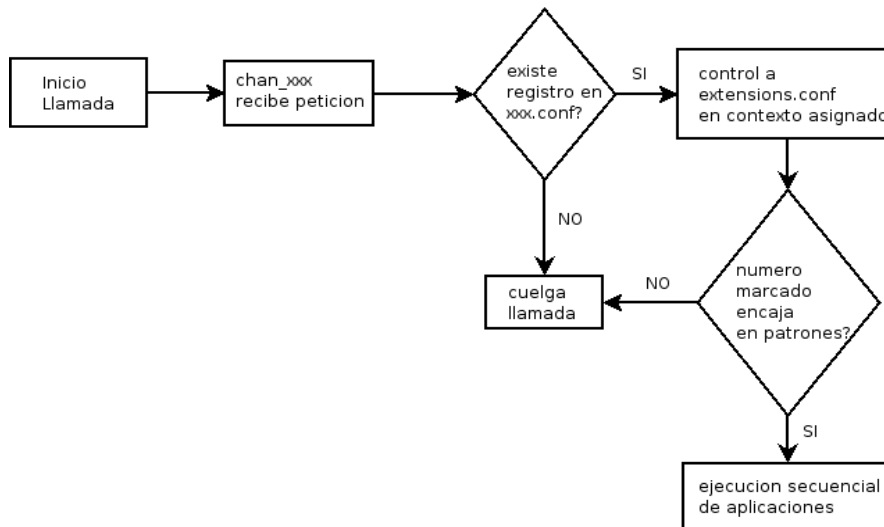 Inicio
Llamada
chan_xxx
recibe peticion
existe
registro en
xxx.conf?
SI
control a
extensions.conf
en contexto asignado
NO
cuelga
llamada
NO
numero
marcado
encaja
en patrones?
SI
ejecucion secuencial
de aplicaciones